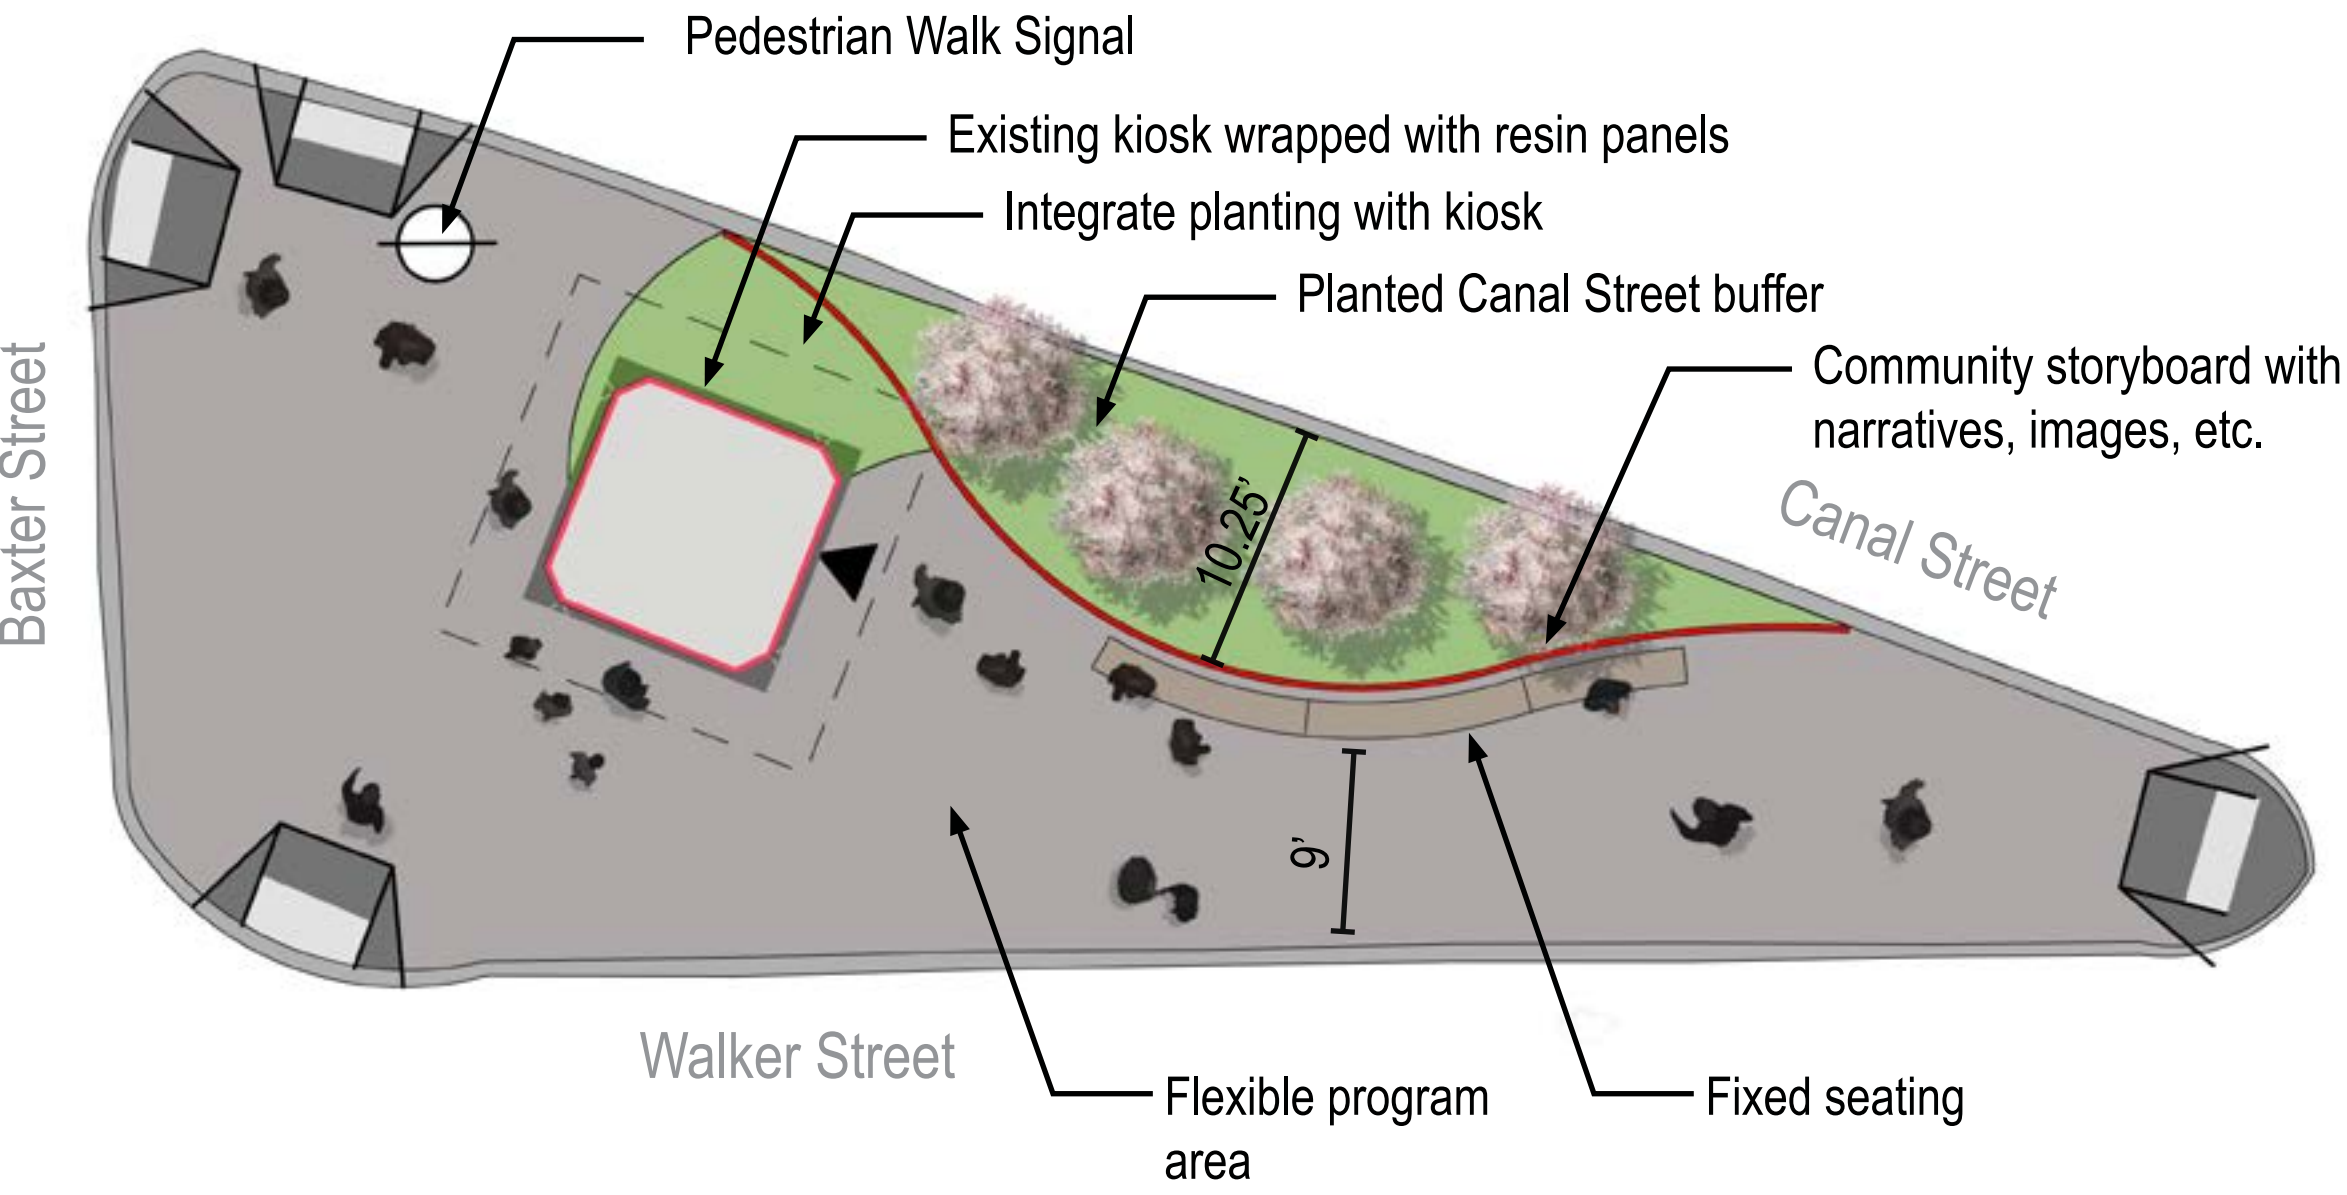 Pedestrian Walk Signal
Existing kiosk wrapped with resin panels
Integrate planting with kiosk
Planted Canal Street buffer
Community storyboard with
narratives, images, etc.
Canal Street
Baxter Street
10.25’
9’
Walker Street
Flexible program
area
Fixed seating